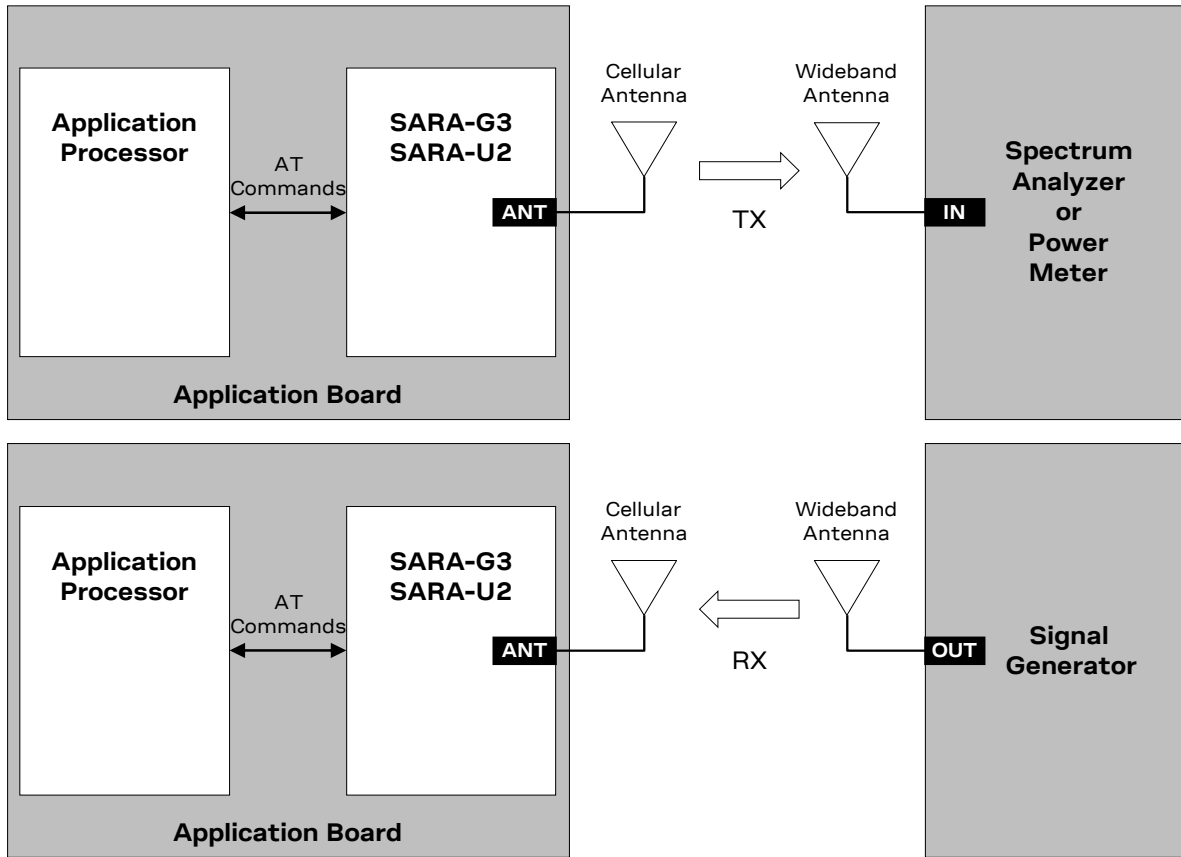 Application
Processor
AT
Commands
SARA-G3
SARA-U2
ANT
Application Board
Cellular
Antenna
TX
Wideband
Antenna
IN
Spectrum
Analyzer
or
Power
Meter
Application
Processor
AT
Commands
SARA-G3
SARA-U2
ANT
Application Board
Cellular
Antenna
RX
Wideband
Antenna
OUT
Signal
Generator